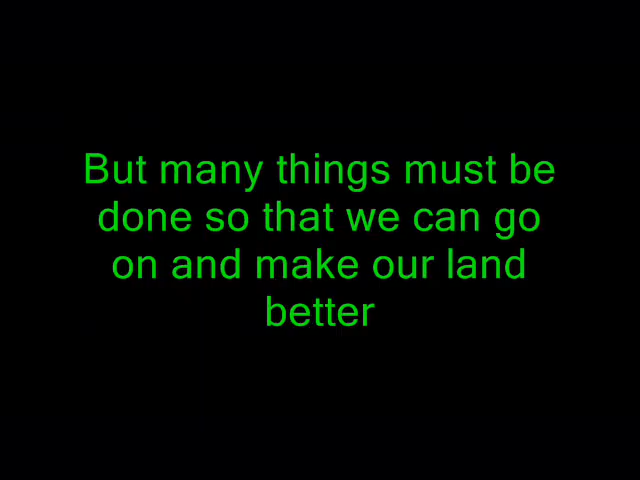 But many things must be
done so that we can go
on and make our land
better